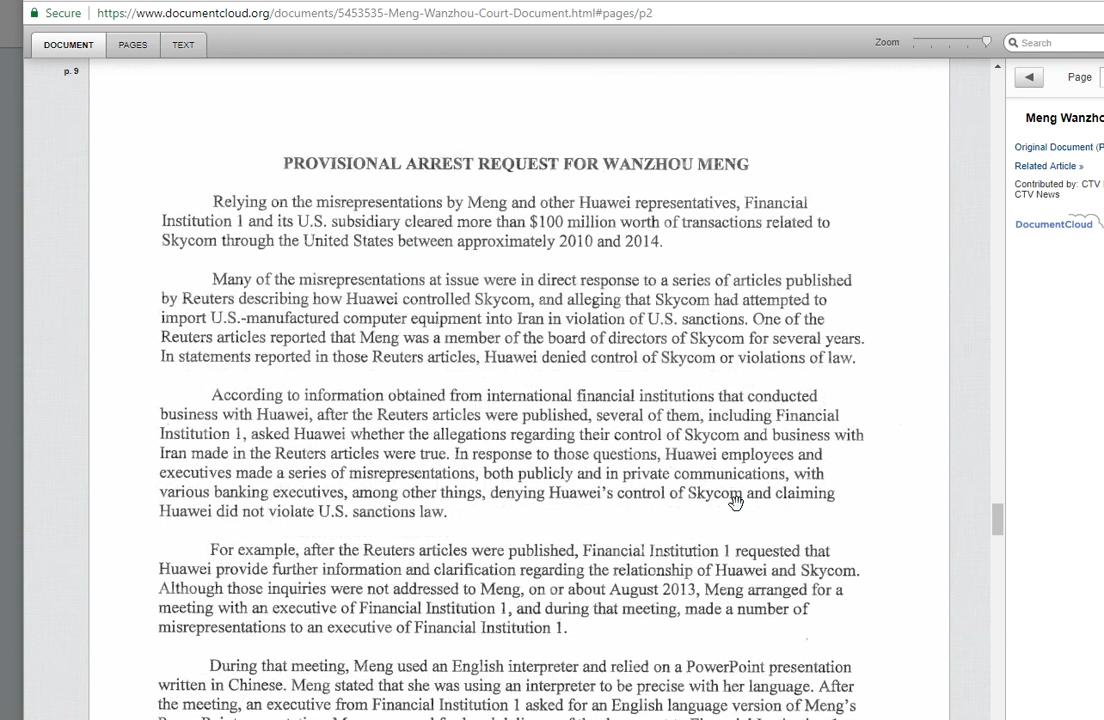 Secure
https://www.documentcloud.org/documents/5453535-Meng-Wanzhou-Court-Document.html#pages/p2
DOCUMENT
PAGES
TEXT
Zoom
Search
p. 9
Page
Meng Wanzho
Original Document (P
Related Article »
Contributed by: CTV
CTV News
DocumentCloud
PROVISIONAL ARREST REQUEST FOR WANZHOU MENG
Relying on the misrepresentations by Meng and other Huawei representatives, Financial
Institution 1 and its U.S. subsidiary cleared more than $100 million worth of transactions related to
Skycom through the United States between approximately 2010 and 2014.
Many of the misrepresentations at issue were in direct response to a series of articles published
by Reuters describing how Huawei controlled Skycom, and alleging that Skycom had attempted to
import U.S.-manufactured computer equipment into Iran in violation of U.S. sanctions. One of the
Reuters articles reported that Meng was a member of the board of directors of Skycom for several years.
In statements reported in those Reuters articles, Huawei denied control of Skycom or violations of law.
According to information obtained from international financial institutions that conducted
business with Huawei, after the Reuters articles were published, several of them, including Financial
Institution 1, asked Huawei whether the allegations regarding their control of Skycom and business with
Iran made in the Reuters articles were true. In response to those questions, Huawei employees and
executives made a series of misrepresentations, both publicly and in private communications, with
various banking executives, among other things, denying Huawei's control of Skycom and claiming
Huawei did not violate U.S. sanctions law.
For example, after the Reuters articles were published, Financial Institution 1 requested that
Huawei provide further information and clarification regarding the relationship of Huawei and Skycom.
Although those inquiries were not addressed to Meng, on or about August 2013, Meng arranged for a
meeting with an executive of Financial Institution 1, and during that meeting, made a number of
misrepresentations to an executive of Financial Institution 1.
During that meeting, Meng used an English interpreter and relied on a PowerPoint presentation
written in Chinese. Meng stated that she was using an interpreter to be precise with her language. After
the meeting, an executive from Financial Institution 1 asked for an English language version of Meng's